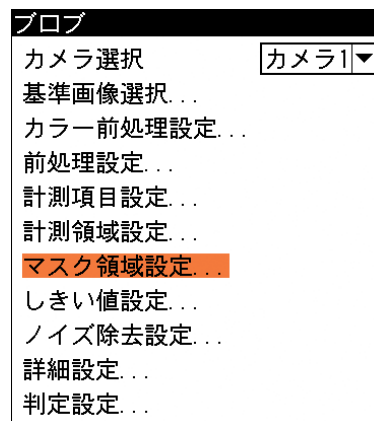 ブロブ
カメラ選択 カメラ1▼
基準画像選択...
カラー前処理設定...
前処理設定...
計測項目設定...
計測領域設定...
マスク領域設定...
しきい値設定...
ノイズ除去設定...
詳細設定...
判定設定...